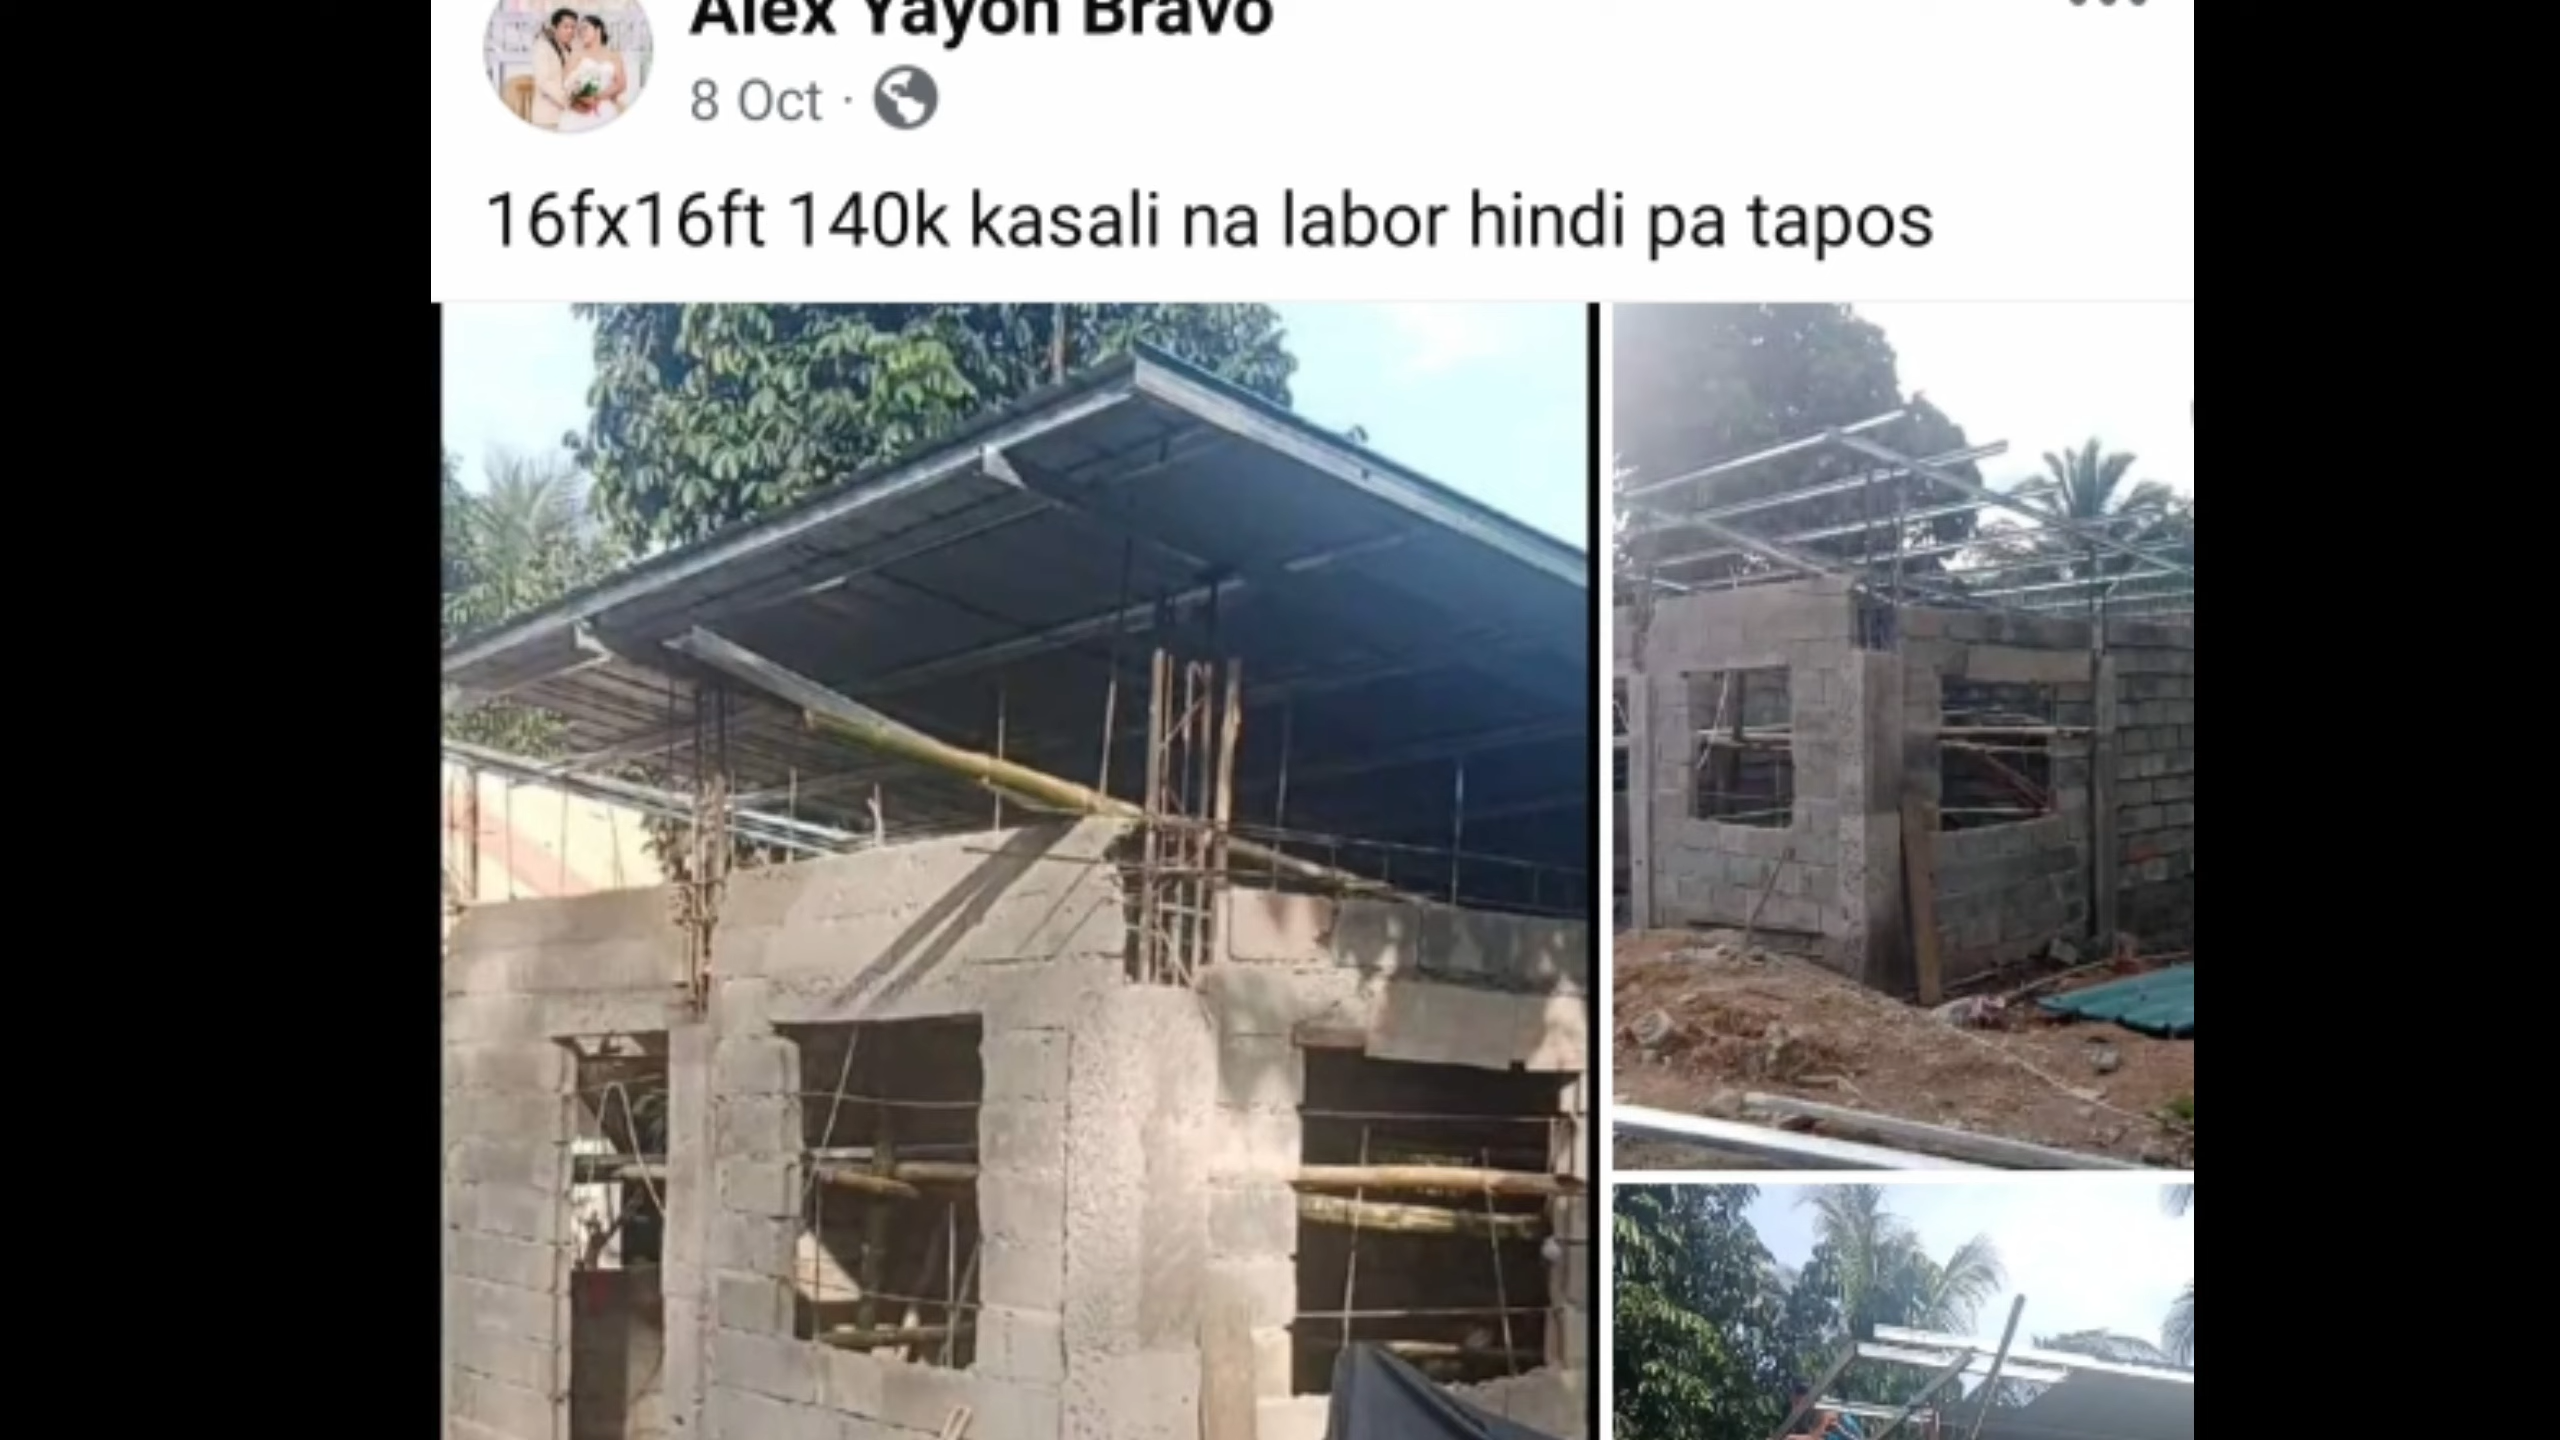 Alex Yayon Bravo
8 Oct ·
16fx16ft 140k kasali na labor hindi pa tapos